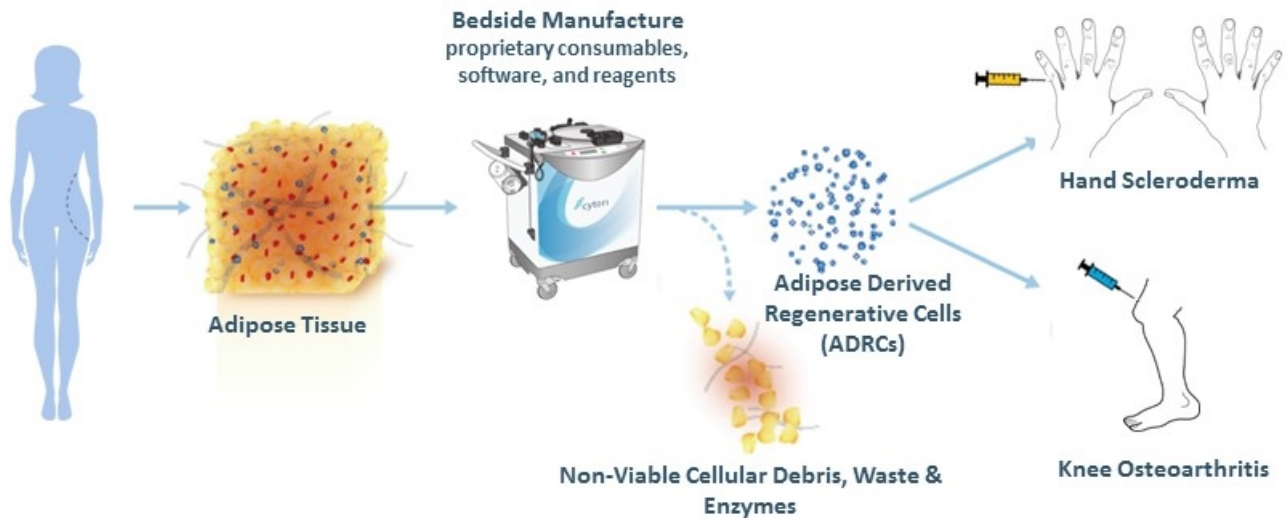 Bedside Manufacture
proprietary consumables,
software, and reagents
Adipose Tissue
cytori
Adipose Derived
Regenerative Cells
(ADRCs)
Non-Viable Cellular Debris, Waste &
Enzymes
Hand Scleroderma
Knee Osteoarthritis